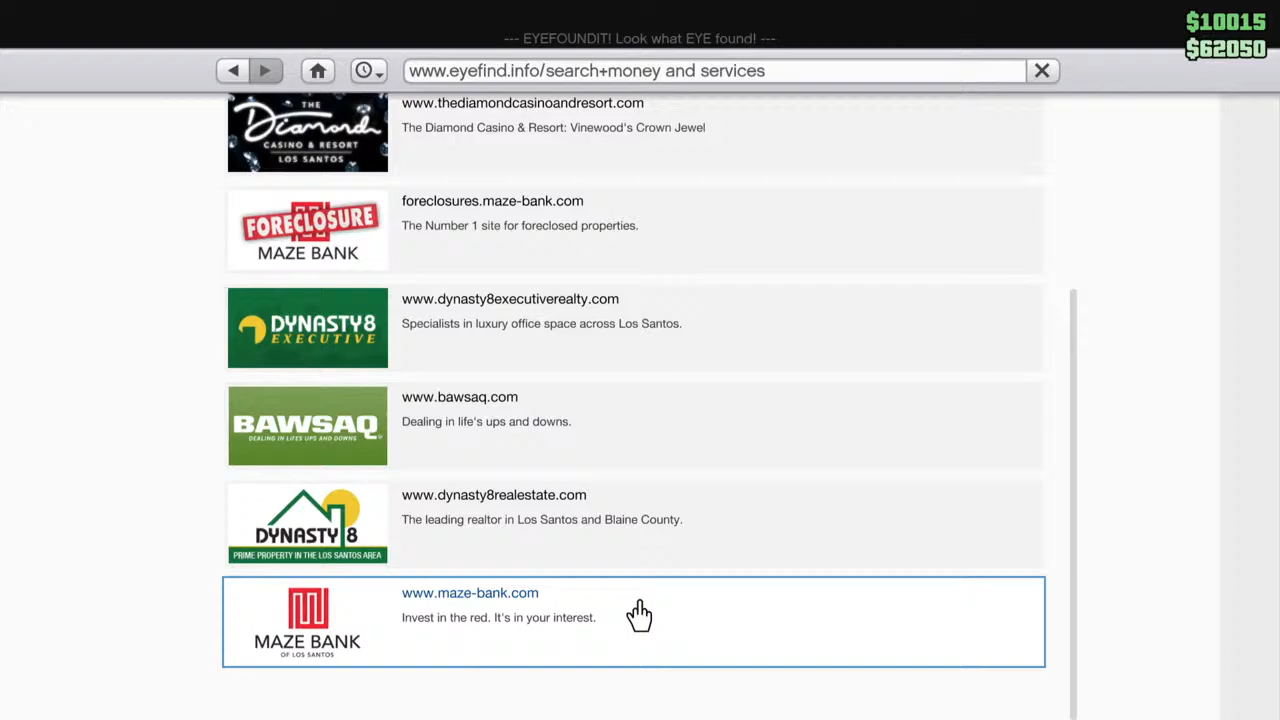 $10015
--- EYEFOUNDIT! Look what EYE found! ---
$62050
www.eyefind.info/search+money and services
THE
Diamond
CASINO & RESORT
LOS SANTOS
www.thediamondcasinoandresort.com
The Diamond Casino & Resort: Vinewood's Crown Jewel
FORECLOSURE
MAZE BANK
foreclosures.maze-bank.com
The Number 1 site for foreclosed properties.
DYNASTY8
EXECUTIVE
www.dynasty8executiverealty.com
Specialists in luxury office space across Los Santos.
BAWSAQ
DEALING IN LIFE'S UPS AND DOWNS
www.bawsaq.com
Dealing in life's ups and downs.
DYNASTY 8
PRIME PROPERTY IN THE LOS SANTOS AREA
www.dynasty8realestate.com
The leading realtor in Los Santos and Blaine County.
MAZE BANK
OF LOS SANTOS
www.maze-bank.com
Invest in the red. It's in your interest.